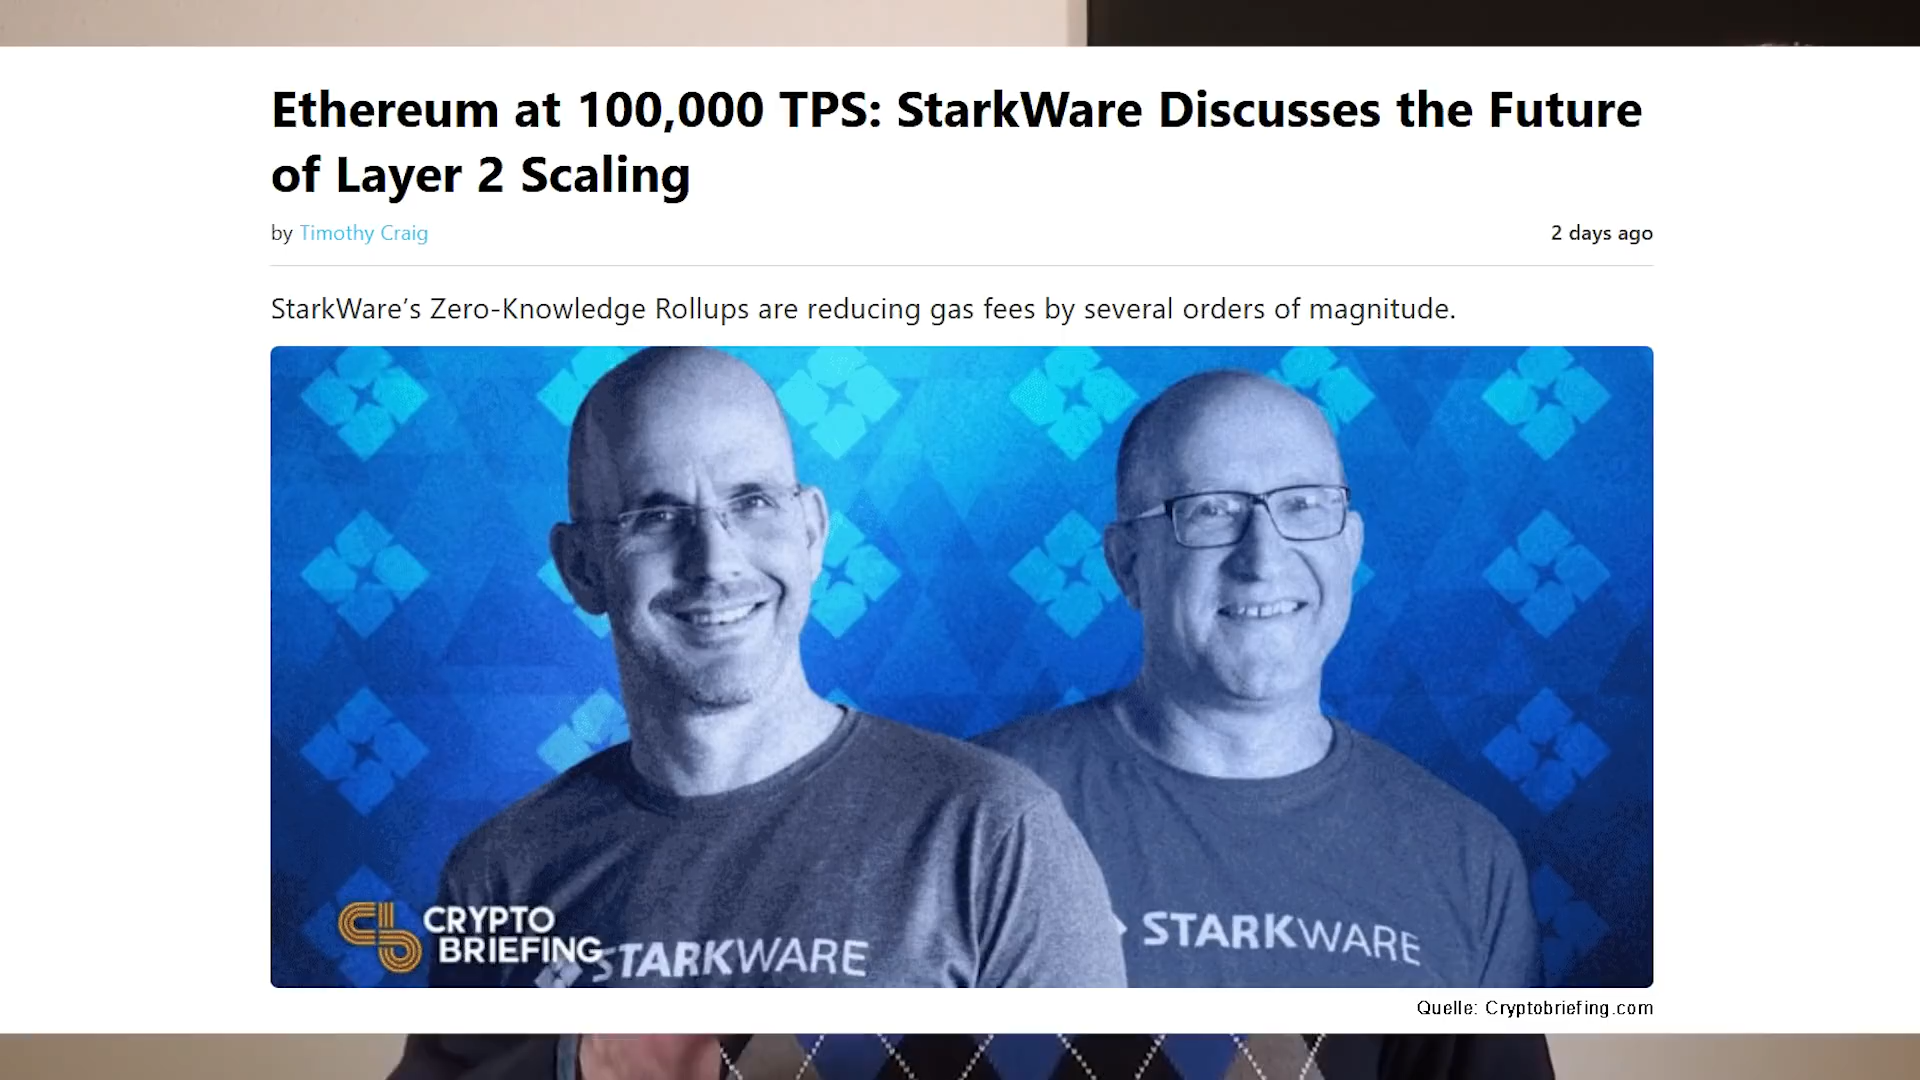 Ethereum at 100,000 TPS: StarkWare Discusses the Future
of Layer 2 Scaling
by Timothy Craig
2 days ago
StarkWare’s Zero-Knowledge Rollups are reducing gas fees by several orders of magnitude.
CRYPTO
BRIEFING
STARKWARE
STARKWARE
Quelle: Cryptobriefing.com